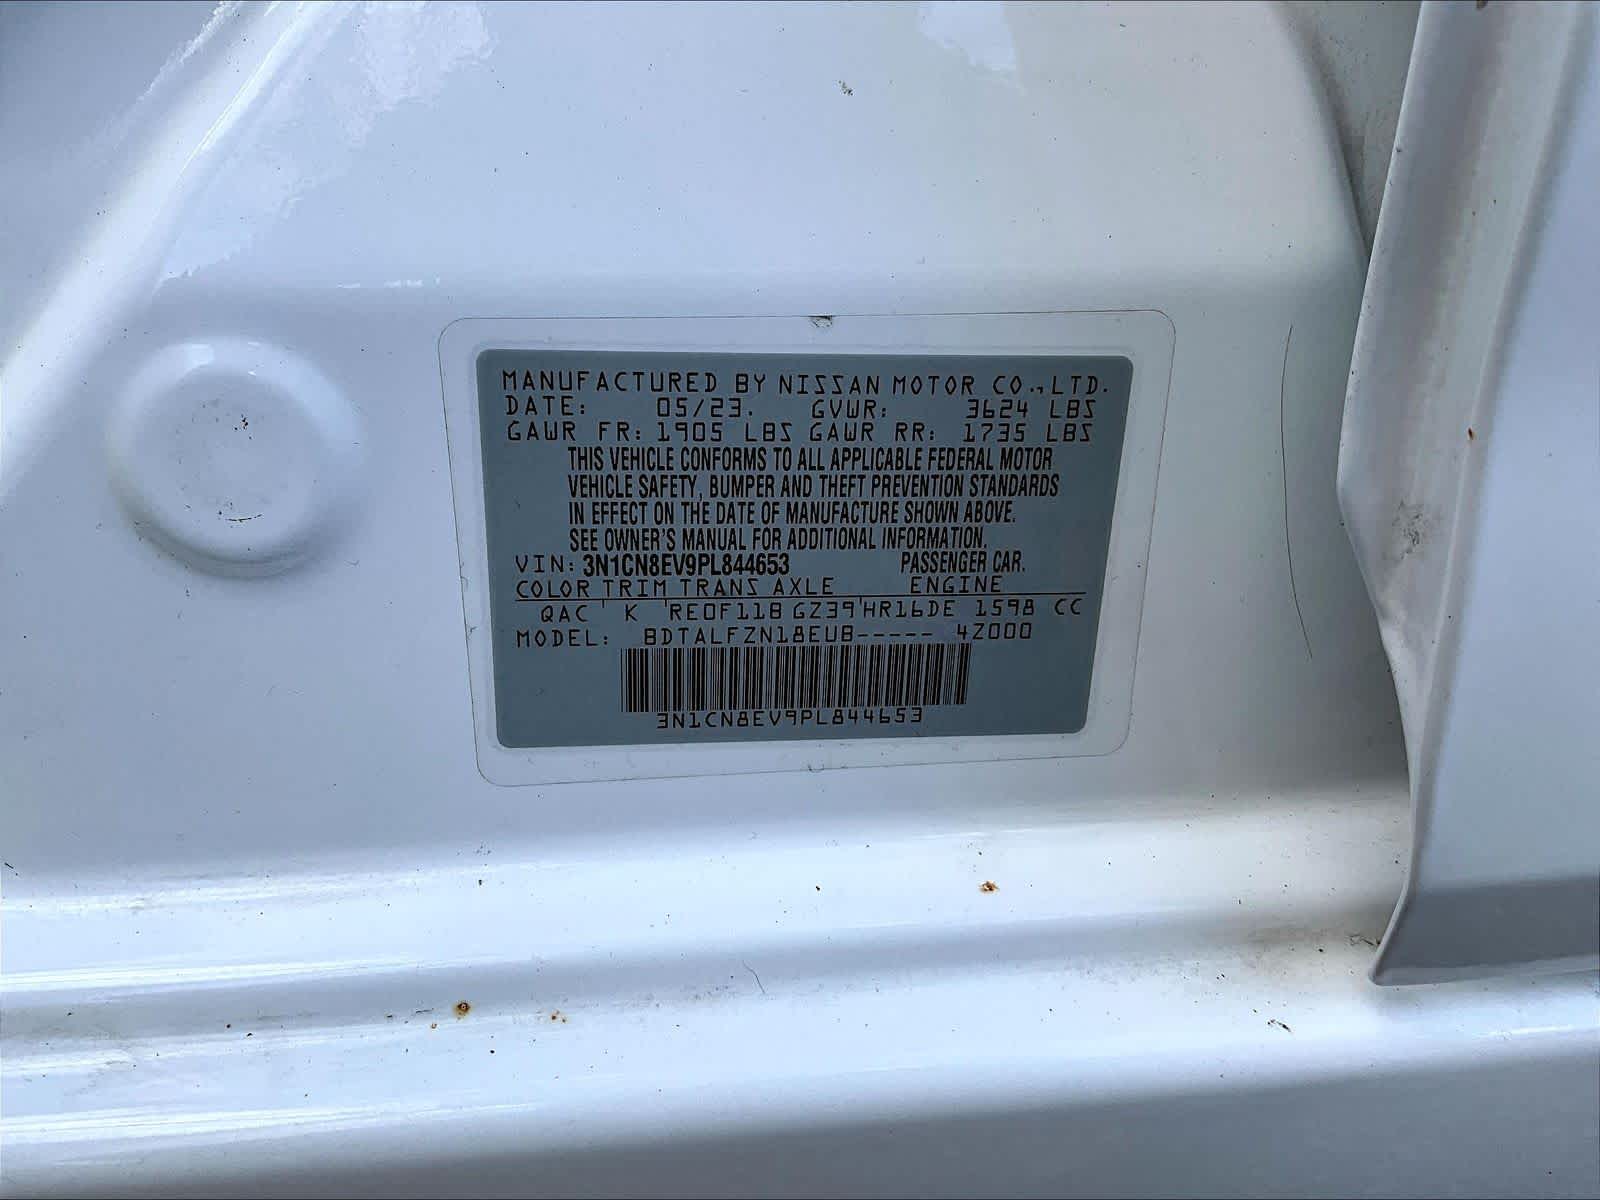 MANUFACTURED BY NISSAN MOTOR CO.,LTD.
DATE: 05/23. GVWR: 3624 LBS
GAWR FR: 1905 LBS GAWR RR: 1735 LBS
THIS VEHICLE CONFORMS TO ALL APPLICABLE FEDERAL MOTOR
VEHICLE SAFETY, BUMPER AND THEFT PREVENTION STANDARDS
IN EFFECT ON THE DATE OF MANUFACTURE SHOWN ABOVE.
SEE OWNER'S MANUAL FOR ADDITIONAL INFORMATION.
VIN: 3N1CN8EV9PL844653 PASSENGER CAR.
COLOR TRIM TRANS AXLE ENGINE
QAC K RE0F11B GZ39 HR16DE 1598 CC
MODEL: BDTALFZN18EUB----- 4Z000
3N1CN8EV9PL844653